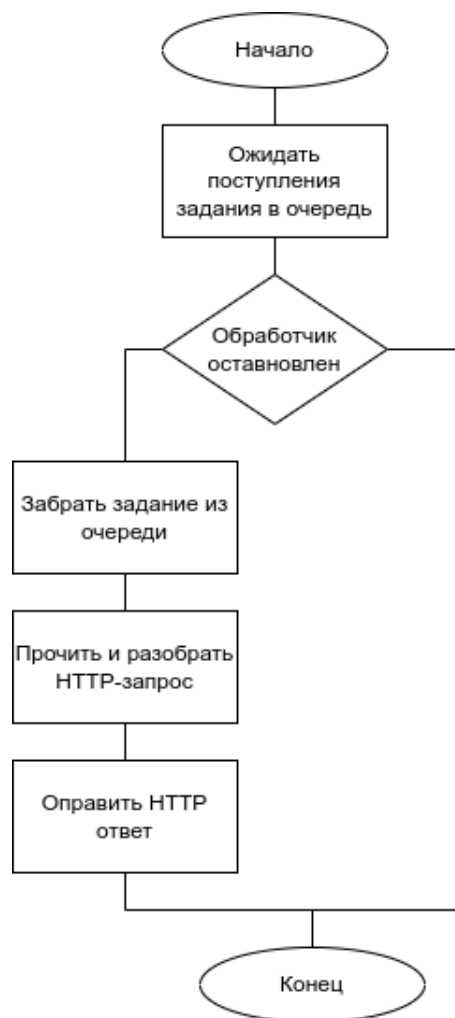 Начало
Ожидать
поступления
задания в очередь
Обработчик
оставновлен
Забрать задание из
очереди
Прочить и разобрать
HTTP-запрос
Оправить HTTP
ответ
Конец